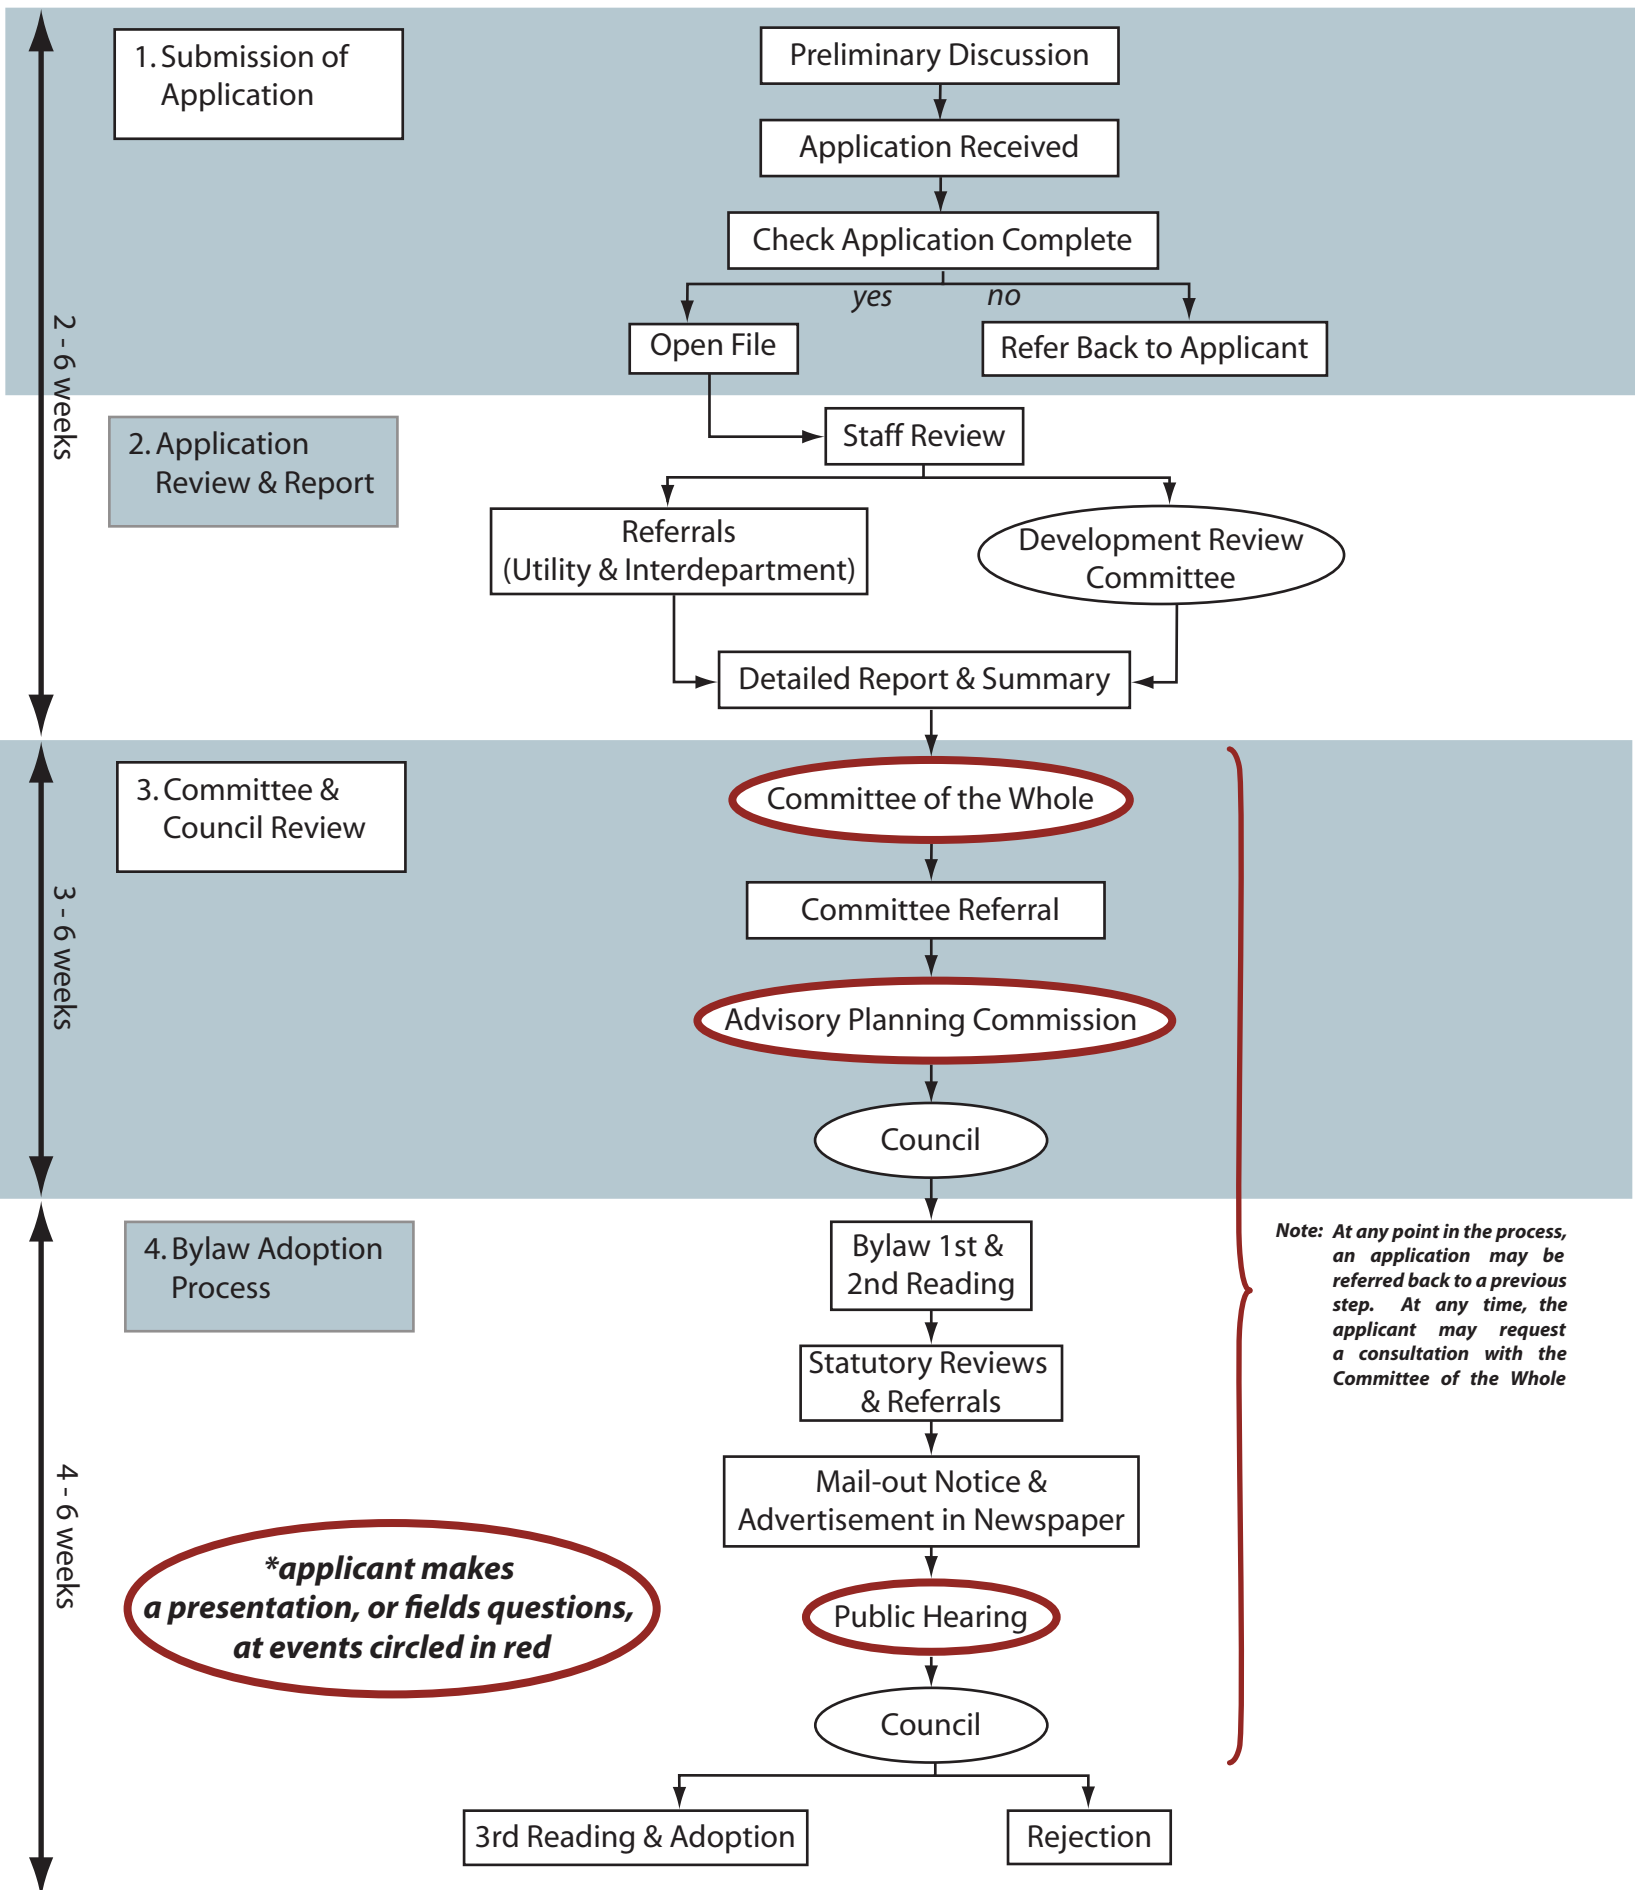 1. Submission of
Application
Preliminary Discussion
Application Received
Check Application Complete
yes
no
Open File
Refer Back to Applicant
2 - 6 weeks
2. Application
Review & Report
Staff Review
Referrals
(Utility & Interdepartment)
Development Review
Committee
Detailed Report & Summary
3. Committee &
Council Review
3 - 6 weeks
Committee of the Whole
Committee Referral
Advisory Planning Commission
Council
4. Bylaw Adoption
Process
4 - 6 weeks
Bylaw 1st &
2nd Reading
Statutory Reviews
& Referrals
Mail-out Notice &
Advertisement in Newspaper
Public Hearing
Council
3rd Reading & Adoption
Rejection
Note: At any point in the process,
an application may be
referred back to a previous
step. At any time, the
applicant may request
a consultation with the
Committee of the Whole
*applicant makes
a presentation, or fields questions,
at events circled in red